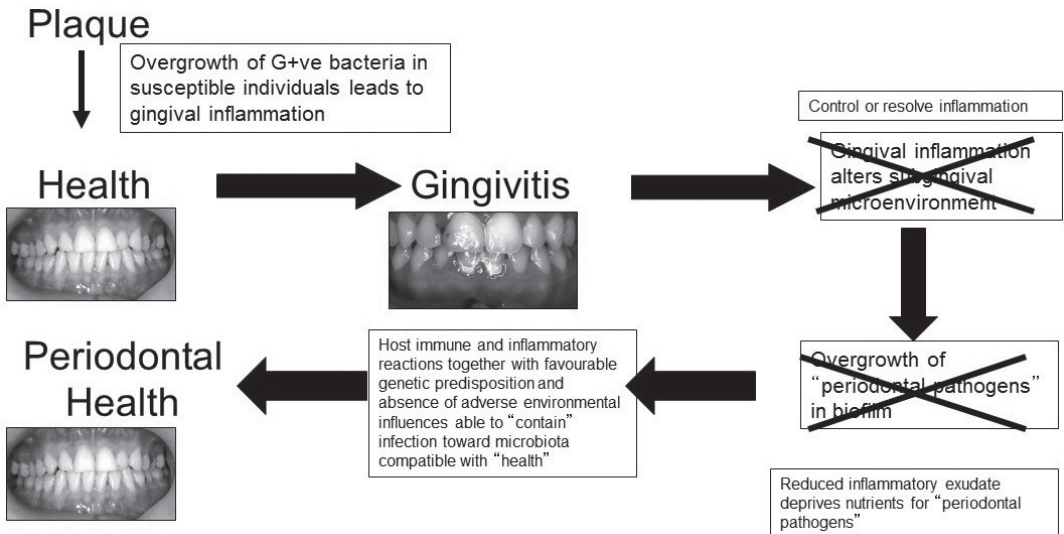 Plaque
Overgrowth of G+ve bacteria in
susceptible individuals leads to
gingival inflammation
Health
Gingivitis
Control or resolve inflammation
Gingival inflammation
alters subgingival
microenvironment
Overgrowth of
“periodontal pathogens”
in biofilm
Reduced inflammatory exudate
deprives nutrients for “periodontal
pathogens”
Host immune and inflammatory
reactions together with favourable
genetic predisposition and
absence of adverse environmental
influences able to “contain”
infection toward microbiota
compatible with “health”
Periodontal
Health